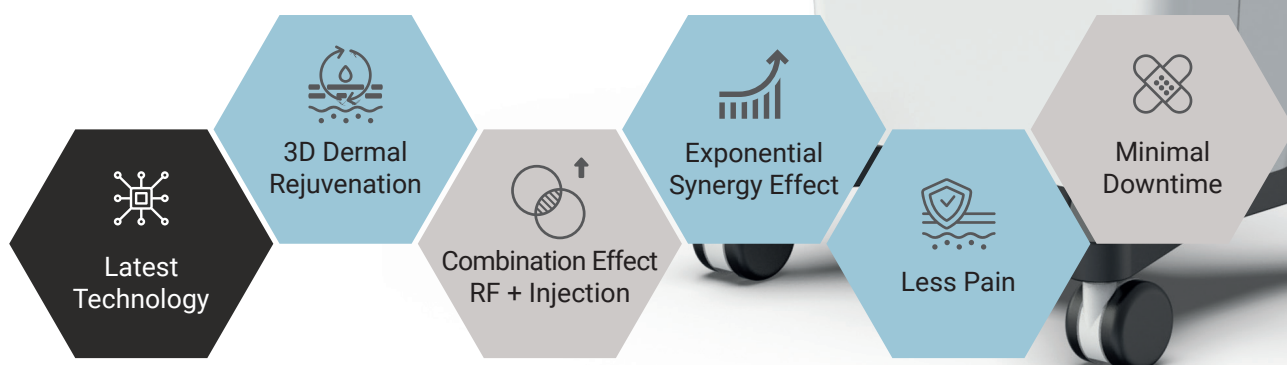 Latest
Technology
3D Dermal
Rejuvenation
Combination Effect
RF + Injection
Exponential
Synergy Effect
Less Pain
Minimal
Downtime